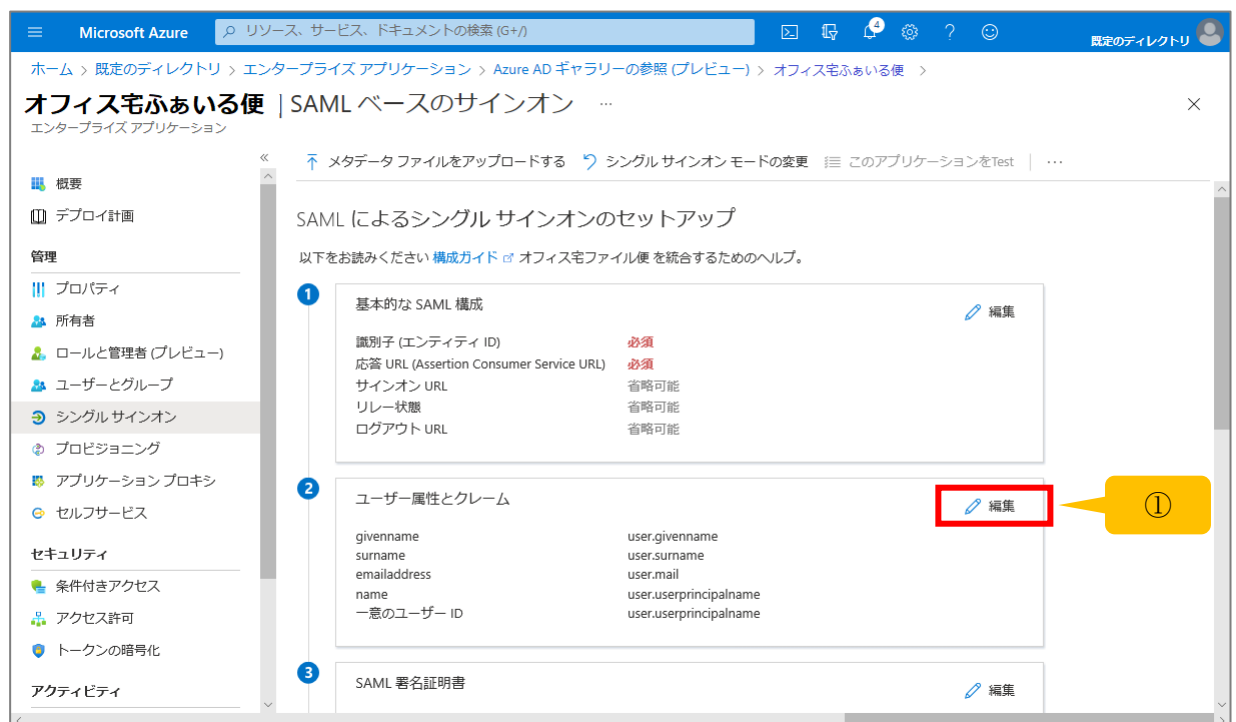 Microsoft Azure
リソース、サービス、ドキュメントの検索 (G+/)
4
既定のディレクトリ
ホーム > 既定のディレクトリ > エンタープライズ アプリケーション > Azure AD ギャラリーの参照 (プレビュー) > オフィス宅ふぁいる便 >
オフィス宅ふぁいる便 | SAML ベースのサインオン ...
エンタープライズ アプリケーション
メタデータ ファイルをアップロードする シングル サインオン モードの変更 このアプリケーションをTest | ...
概要
デプロイ計画
管理
プロパティ
所有者
ロールと管理者 (プレビュー)
ユーザーとグループ
シングル サインオン
プロビジョニング
アプリケーション プロキシ
セルフサービス
セキュリティ
条件付きアクセス
アクセス許可
トークンの暗号化
アクティビティ
SAML によるシングル サインオンのセットアップ
以下をお読みください 構成ガイド オフィス宅ファイル便 を統合するためのヘルプ。
1
基本的な SAML 構成
編集
識別子 (エンティティ ID) 必須
応答 URL (Assertion Consumer Service URL) 必須
サインオン URL 省略可能
リレー状態 省略可能
ログアウト URL 省略可能
2
ユーザー属性とクレーム
編集
①
givenname user.givenname
surname user.surname
emailaddress user.mail
name user.userprincipalname
一意のユーザー ID user.userprincipalname
3
SAML 署名証明書
編集